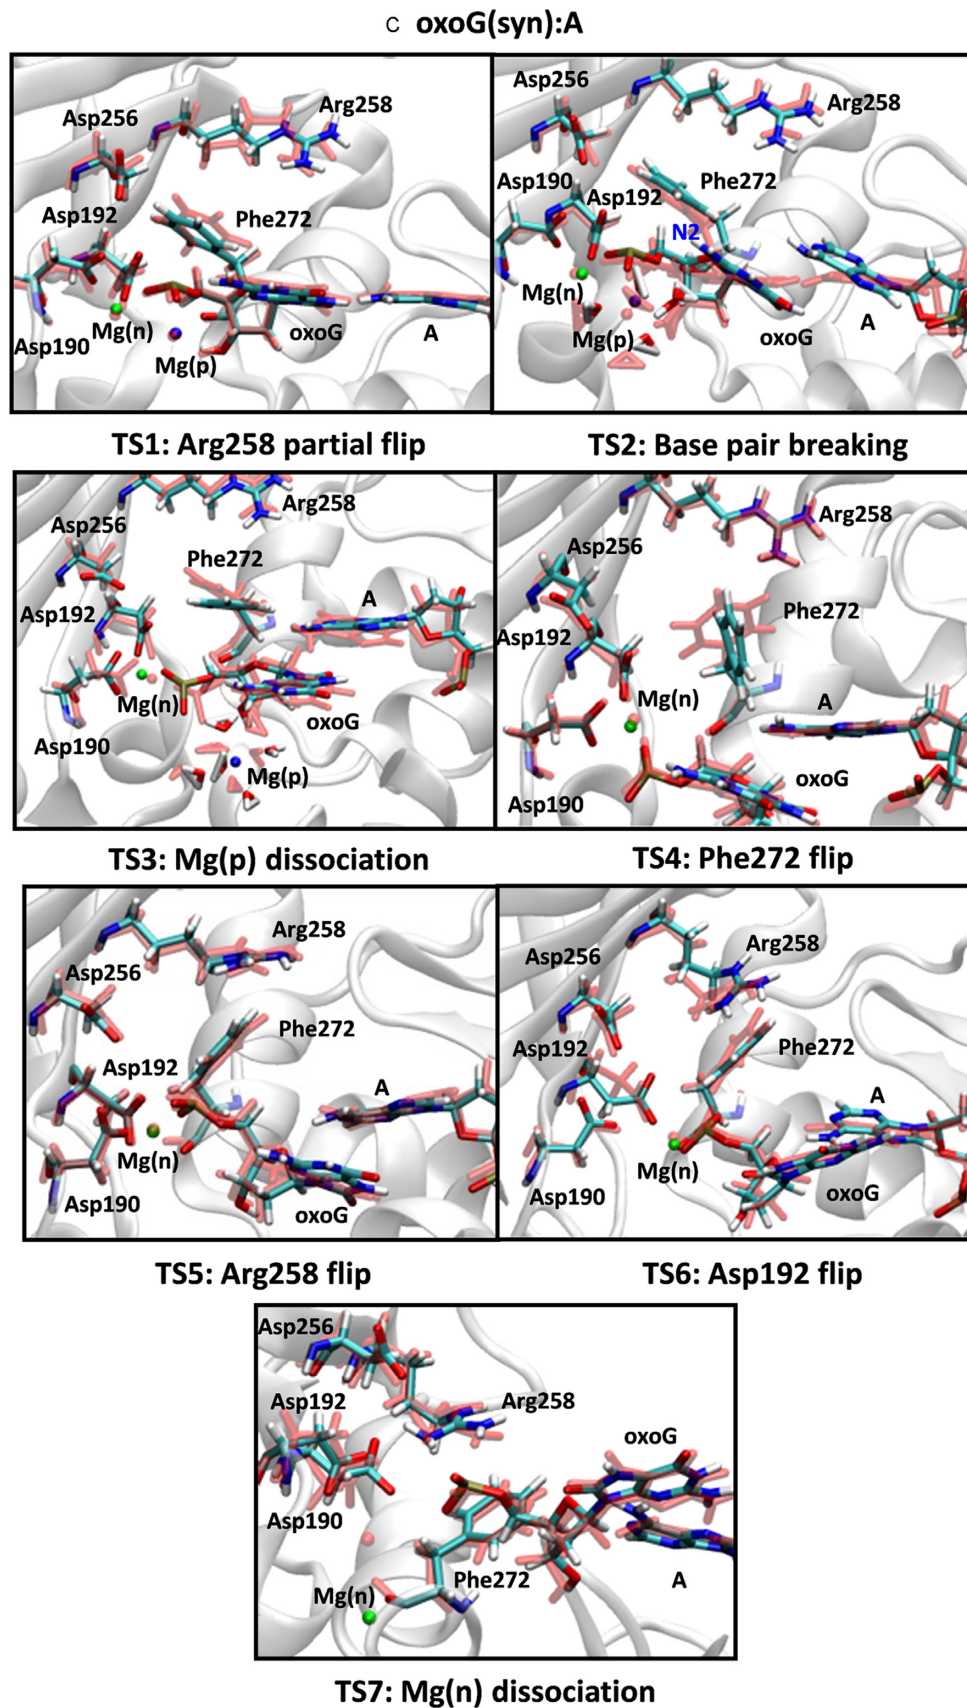 C oxoG(syn):A
Asp256
Arg258
Asp192
Phe272
Mg(n)
Asp190
Mg(p)
oxoG
A
Asp256
Arg258
Asp190
Asp192
Phe272
N2
Mg(n)
Mg(p)
oxoG
A
TS1: Arg258 partial flip
TS2: Base pair breaking
Arg258
Asp256
Phe272
Asp192
A
Mg(n)
oxoG
Asp190
Mg(p)
Arg258
Asp256
Phe272
Asp192
Mg(n)
A
oxoG
Asp190
TS3: Mg(p) dissociation
TS4: Phe272 flip
Arg258
Asp256
Phe272
Asp192
A
Mg(n)
Asp190
oxoG
Arg258
Asp256
Asp192
Phe272
A
Mg(n)
Asp190
oxoG
TS5: Arg258 flip
TS6: Asp192 flip
Asp256
Asp192
Arg258
oxoG
Asp190
Phe272
A
Mg(n)
TS7: Mg(n) dissociation